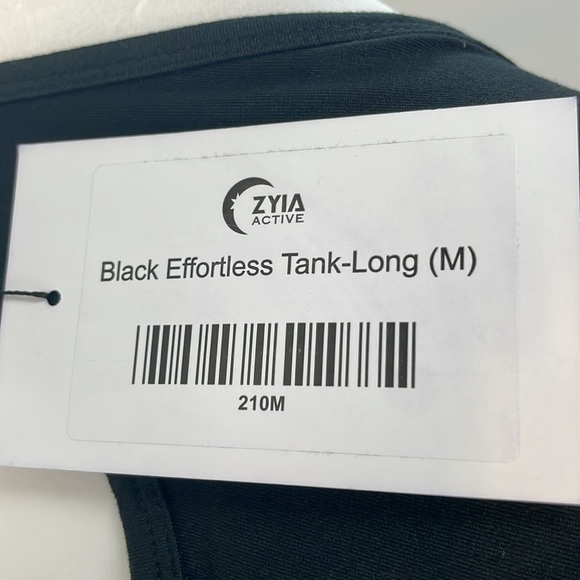 ZYIA
ACTIVE
Black Effortless Tank-Long (M)
210M